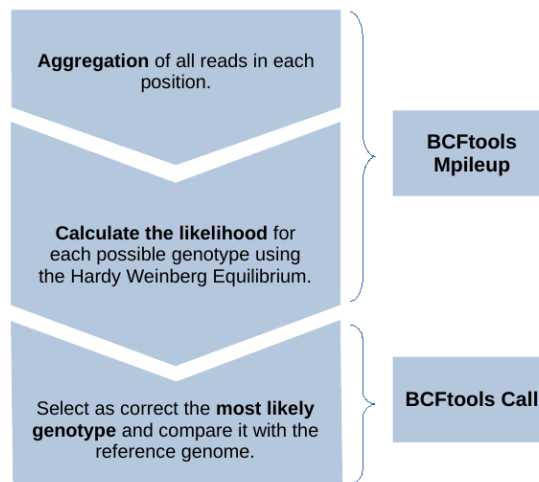 Aggregation of all reads in each
position.
BCFtools
Mpileup
Calculate the likelihood for
each possible genotype using
the Hardy Weinberg Equilibrium.
Select as correct the most likely
genotype and compare it with the
reference genome.
BCFtools Call